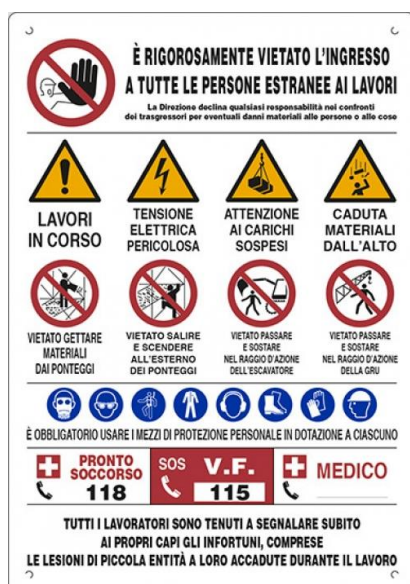 È RIGOROSAMENTE VIETATO L'INGRESSO
A TUTTE LE PERSONE ESTRANEE AI LAVORI
La Direzione declina qualsiasi responsabilità nei confronti
dei trasgressori per eventuali danni materiali alle persone o alle cose
LAVORI
IN CORSO
TENSIONE
ELETTRICA
PERICOLOSA
ATTENZIONE
AI CARICHI
SOSPESI
CADUTA
MATERIALI
DALL'ALTO
VIETATO GETTARE
MATERIALI
DAI PONTEGGI
VIETATO SALIRE
E SCENDERE
ALL'ESTERNO
DEI PONTEGGI
VIETATO PASSARE
E SOSTARE
NEL RAGGIO D'AZIONE
DELL'ESCAVATORE
VIETATO PASSARE
E SOSTARE
NEL RAGGIO D'AZIONE
DELLA GRU
È OBBLIGATORIO USARE I MEZZI DI PROTEZIONE PERSONALE IN DOTAZIONE A CIASCUNO
PRONTO
SOCCORSO
118
SOS V.F.
115
MEDICO
TUTTI I LAVORATORI SONO TENUTI A SEGNALARE SUBITO
AI PROPRI CAPI GLI INFORTUNI, COMPRESE
LE LESIONI DI PICCOLA ENTITÀ A LORO ACCADUTE DURANTE IL LAVORO